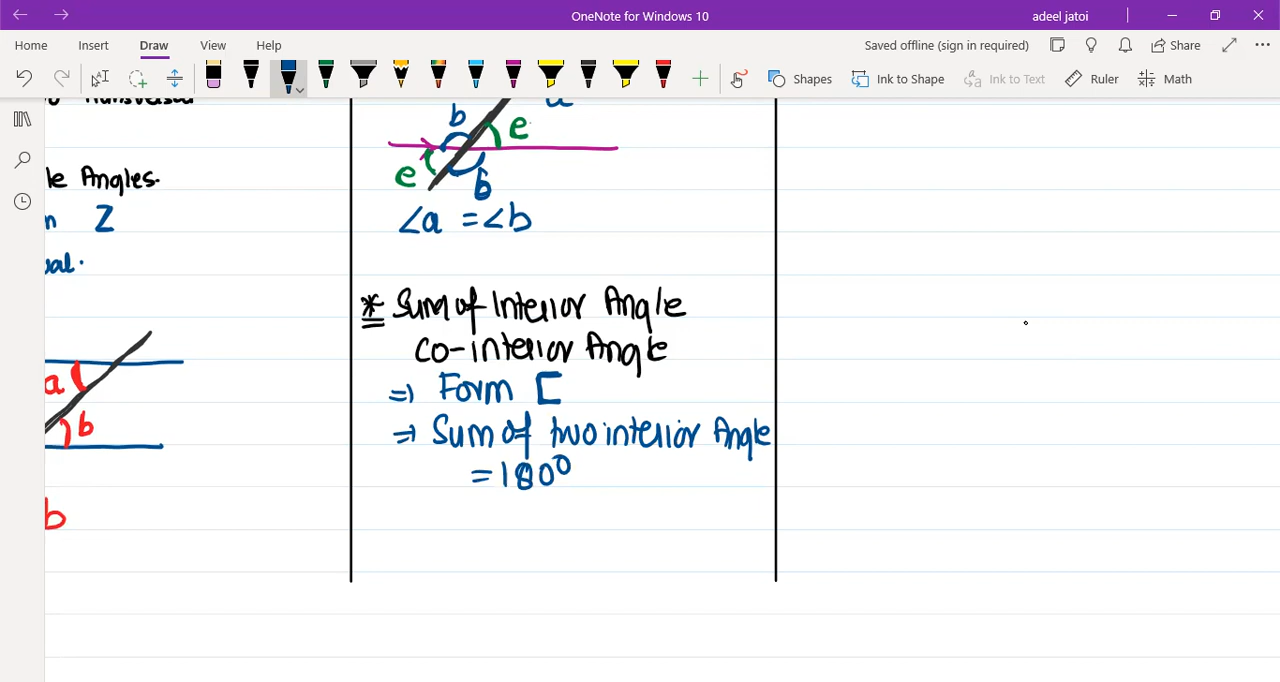 OneNote for Windows 10
adeel jatoi
Home Insert Draw View Help
Saved offline (sign in required)
Share
Shapes
Ink to Shape
Ink to Text
Ruler
Math
Transversal
le Angles.
n Z
ual.
a
b
b
b
e
e
b
∠a = ∠b
* Sum of Interior Angle
Co-interior Angle
⇒ Form [
⇒ Sum of two interior Angle
= 180°